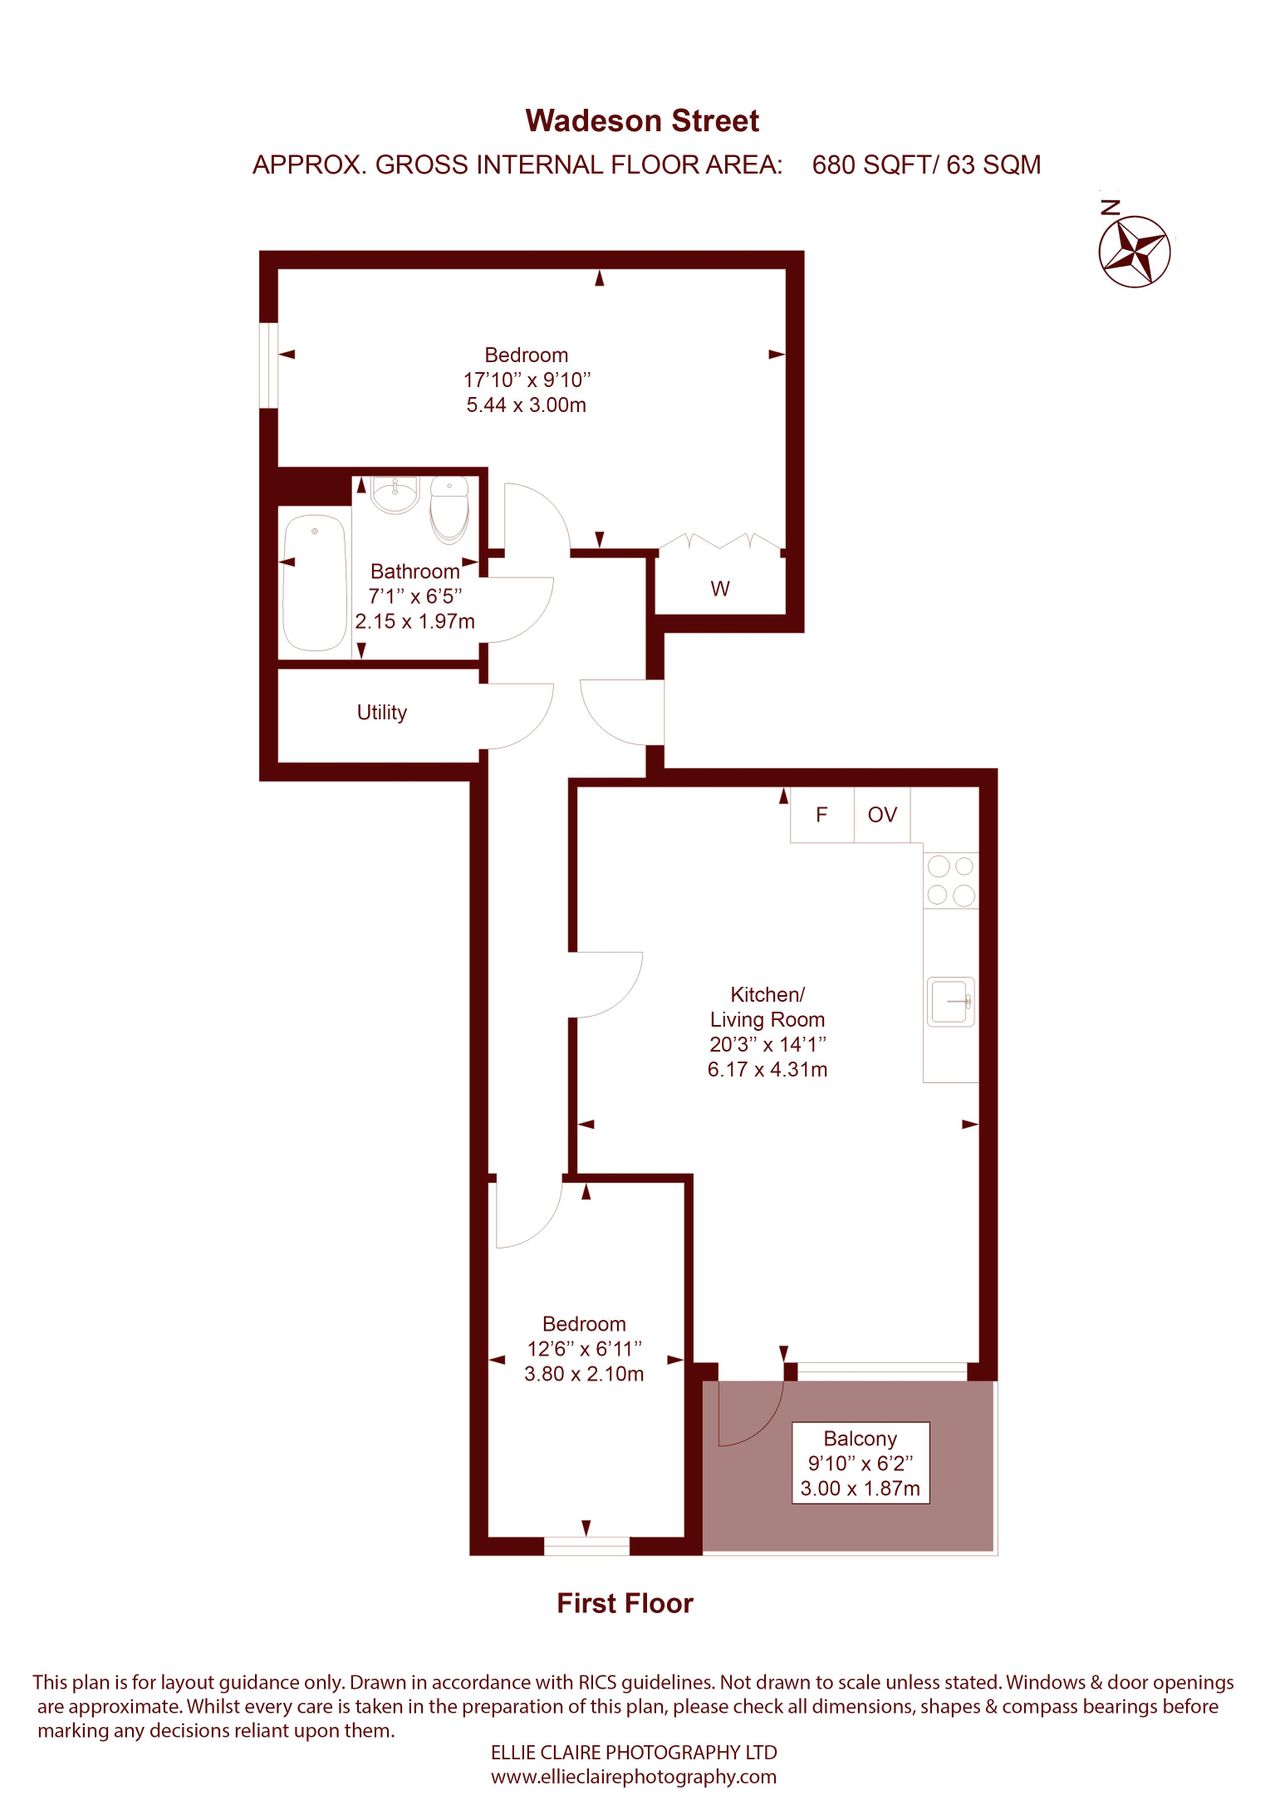 Wadeson Street
APPROX. GROSS INTERNAL FLOOR AREA: 680 SQFT/ 63 SQM
N
Bedroom
17’10’’ x 9’10’’
5.44 x 3.00m
Bathroom
7’1’’ x 6’5’’
2.15 x 1.97m
W
Utility
F
OV
Kitchen/
Living Room
20’3’’ x 14’1’’
6.17 x 4.31m
Bedroom
12’6’’ x 6’11’’
3.80 x 2.10m
Balcony
9’10’’ x 6’2’’
3.00 x 1.87m
First Floor
This plan is for layout guidance only. Drawn in accordance with RICS guidelines. Not drawn to scale unless stated. Windows & door openings
are approximate. Whilst every care is taken in the preparation of this plan, please check all dimensions, shapes & compass bearings before
marking any decisions reliant upon them.
ELLIE CLAIRE PHOTOGRAPHY LTD
www.ellieclairephotography.com